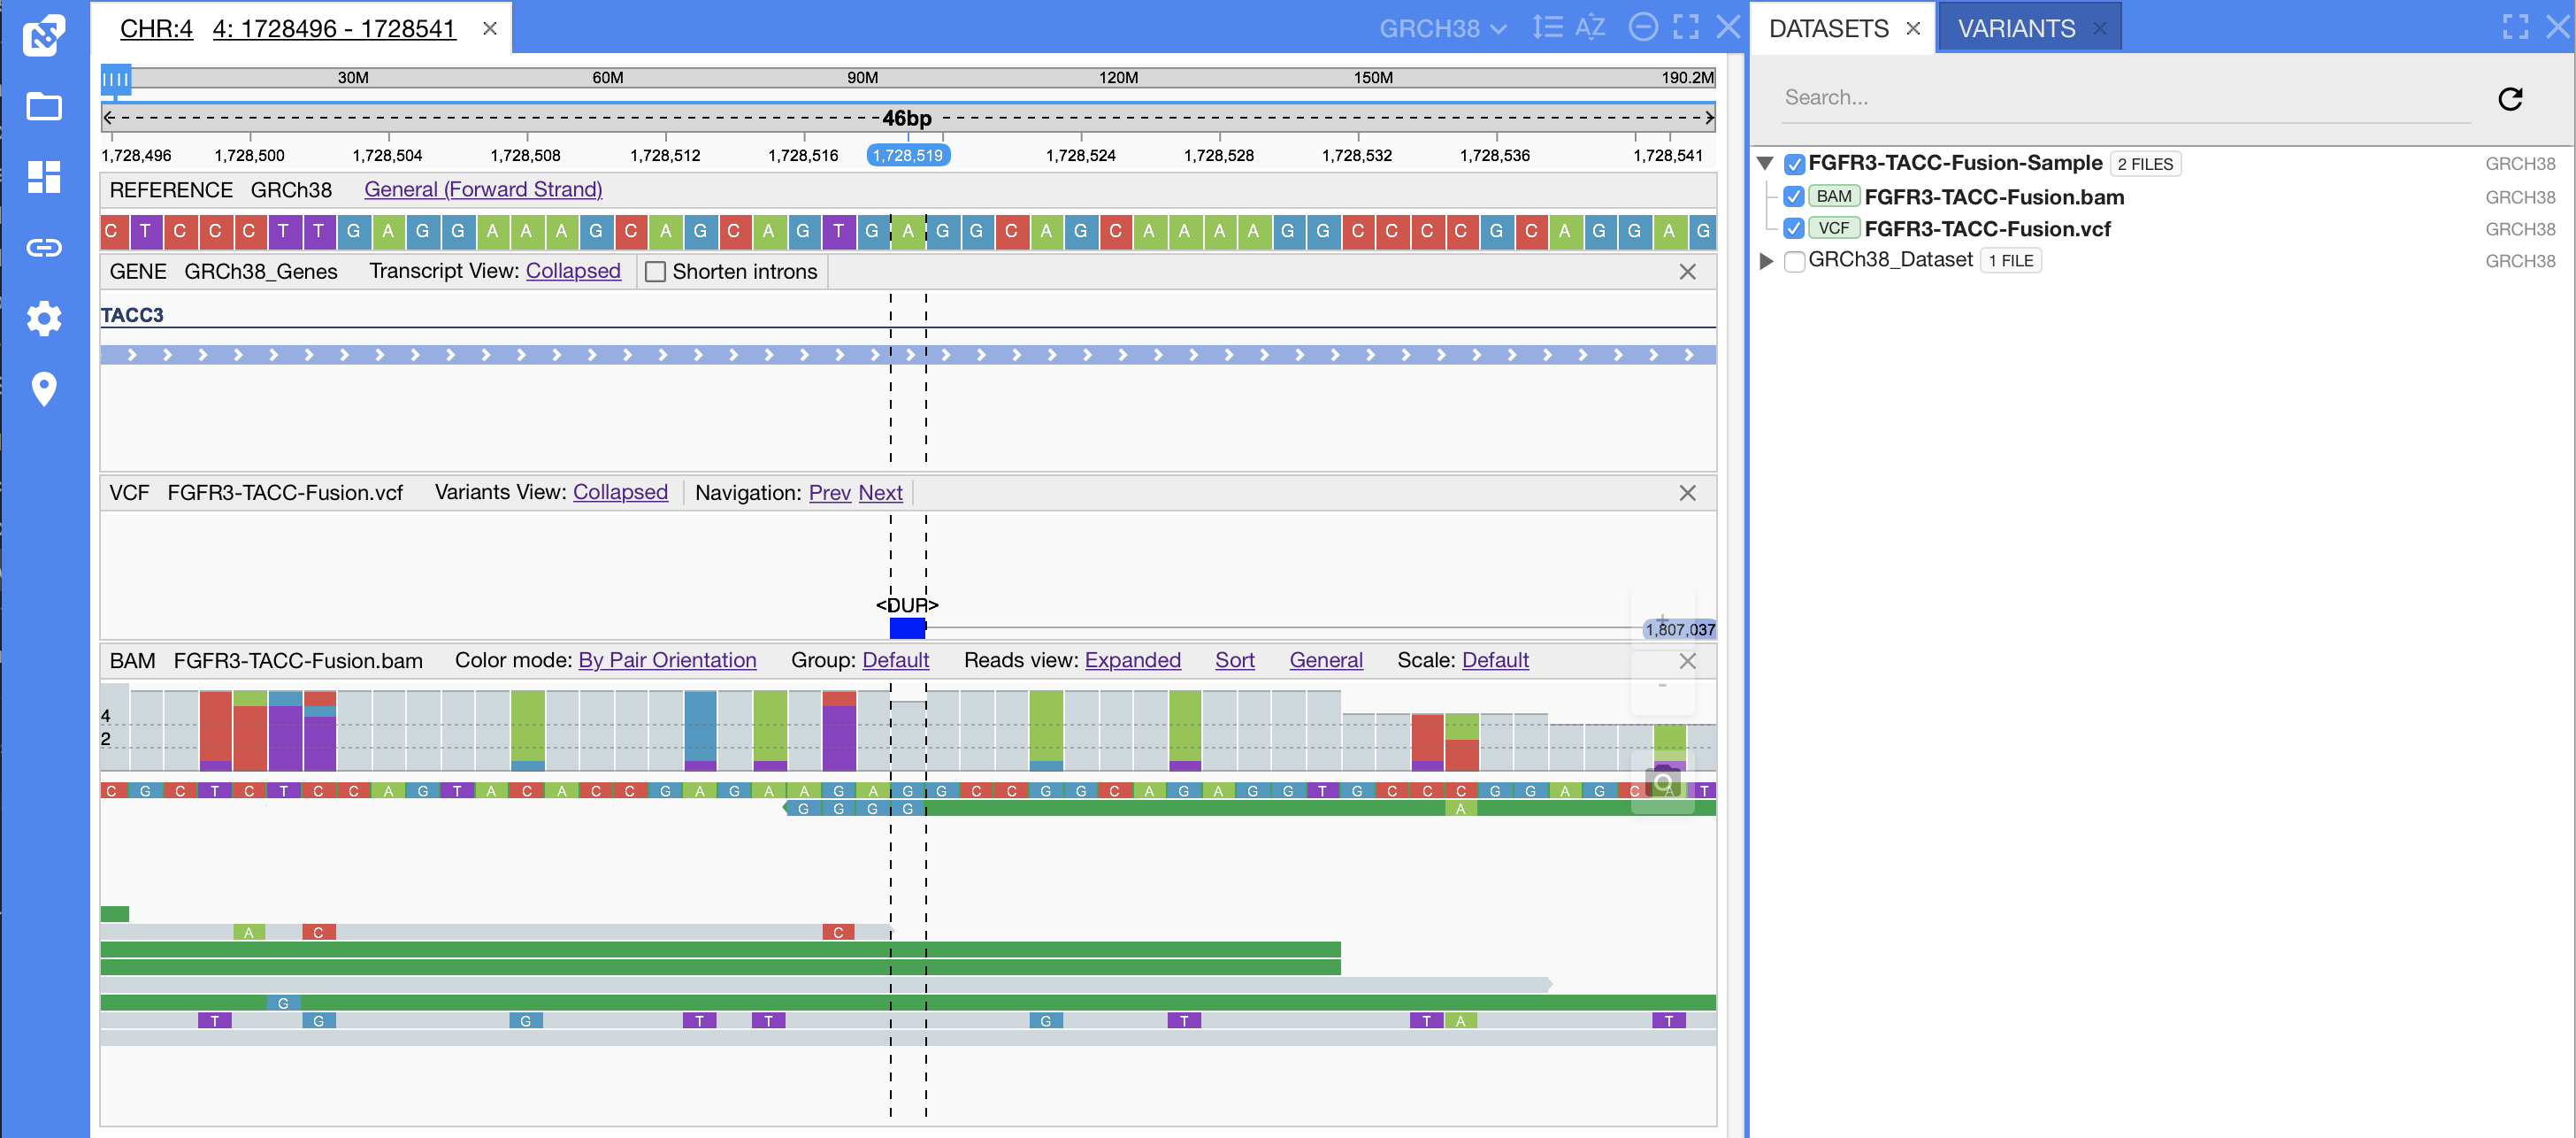 CHR:4 4: 1728496 - 1728541 GRCH38 AZ DATASETS VARIANTS
30M 60M 90M 120M 150M 190.2M
Search...
46bp
1,728,496 1,728,500 1,728,504 1,728,508 1,728,512 1,728,516 1,728,519 1,728,524 1,728,528 1,728,532 1,728,536 1,728,541
FGFR3-TACC-Fusion-Sample 2 FILES GRCH38
REFERENCE GRCh38 General (Forward Strand)
BAM FGFR3-TACC-Fusion.bam GRCH38
C T C C C T T G A G G A A A G C A G C A G T G A G G C A G C A A A A G G C C C C G C A G G A G
VCF FGFR3-TACC-Fusion.vcf GRCH38
GRCh38_Dataset 1 FILE GRCH38
GENE GRCh38_Genes Transcript View: Collapsed Shorten introns
TACC3
VCF FGFR3-TACC-Fusion.vcf Variants View: Collapsed Navigation: Prev Next
<DUP>
1,807,037
BAM FGFR3-TACC-Fusion.bam Color mode: By Pair Orientation Group: Default Reads view: Expanded Sort General Scale: Default
4
2
C G C T C T C C A G T A C A C C G A G A A G A G G C C G G C A G A G G T G C C C G G A G C A T
G G G G A
A C C
G
T G G T T G T T A T